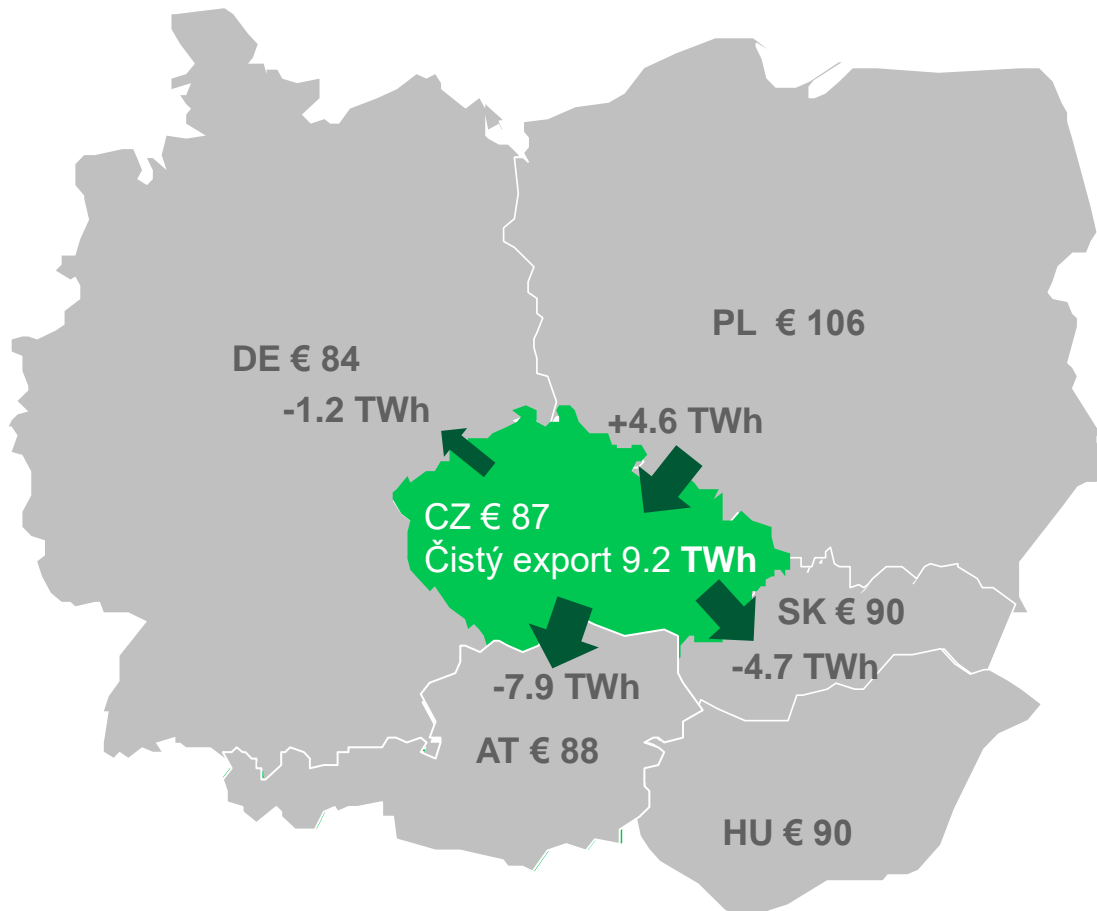 PL € 106
DE € 84
-1.2 TWh
+4.6 TWh
CZ € 87
Čistý export 9.2 TWh
SK € 90
-4.7 TWh
-7.9 TWh
AT € 88
HU € 90